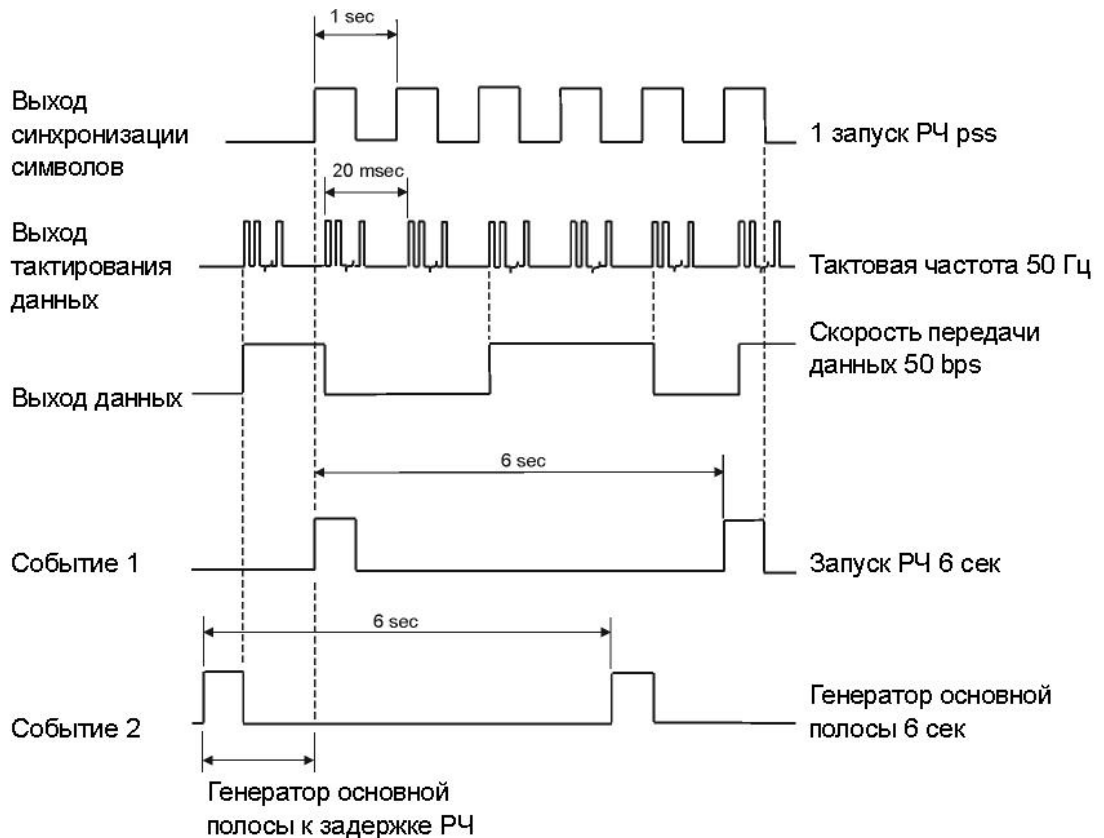 1 sec
Выход
синхронизации
символов
1 запуск РЧ pss
20 msec
Выход
тактирования
данных
Тактовая частота 50 Гц
Скорость передачи
данных 50 bps
Выход данных
6 sec
Событие 1
Запуск РЧ 6 сек
6 sec
Событие 2
Генератор основной
полосы 6 сек
Генератор основной
полосы к задержке РЧ